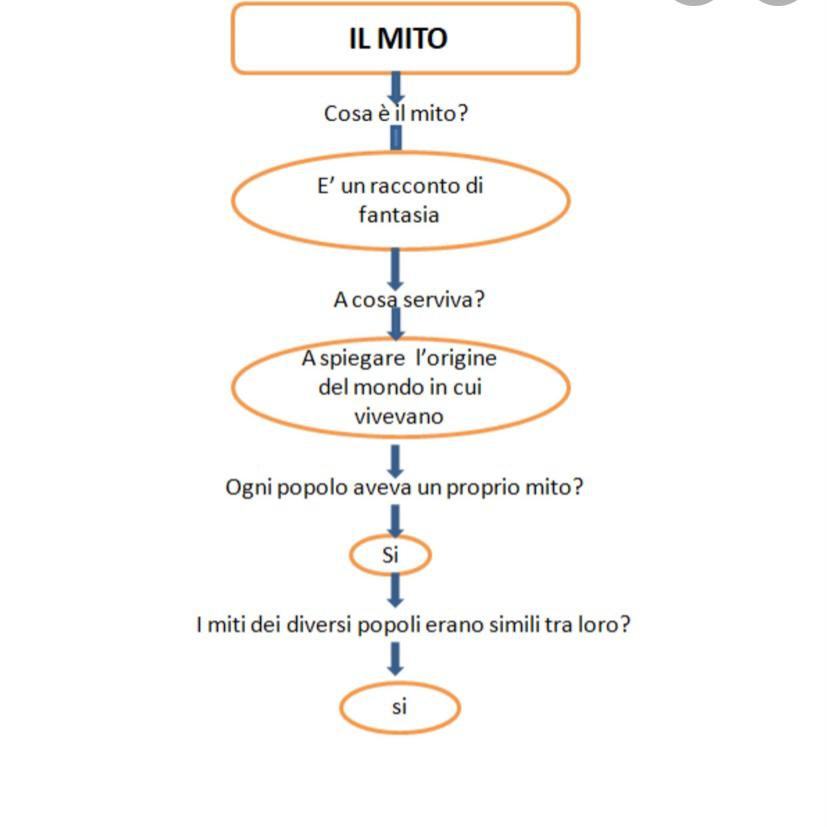 IL MITO
Cosa è il mito?
E’ un racconto di
fantasia
A cosa serviva?
A spiegare l’origine
del mondo in cui
vivevano
Ogni popolo aveva un proprio mito?
Si
I miti dei diversi popoli erano simili tra loro?
si